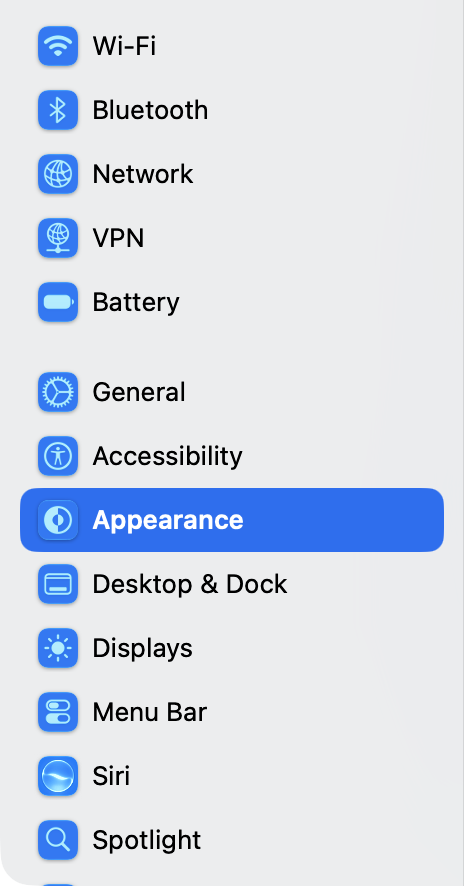 Wi-Fi
Bluetooth
Network
VPN
Battery
General
Accessibility
Appearance
Desktop & Dock
Displays
Menu Bar
Siri
Spotlight